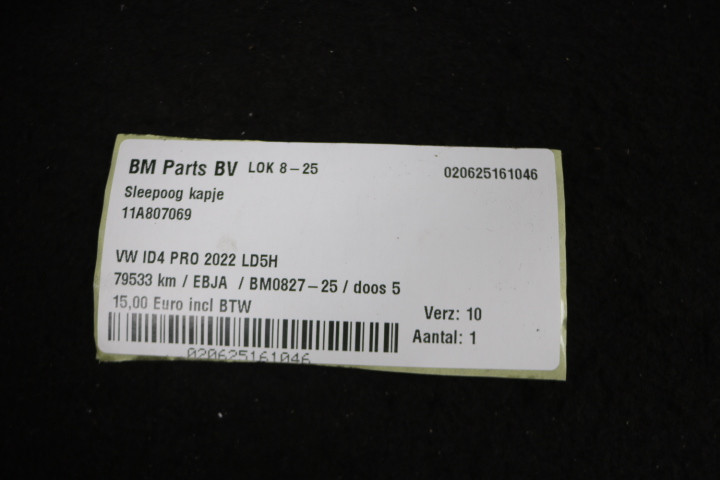 BM Parts BV LOK 8-25 020625161046
Sleepoog kapje
11A807069
VW ID4 PRO 2022 LD5H
79533 km / EBJA / BM0827-25 / doos 5
15,00 Euro incl BTW
Verz: 10
Aantal: 1
020625161046